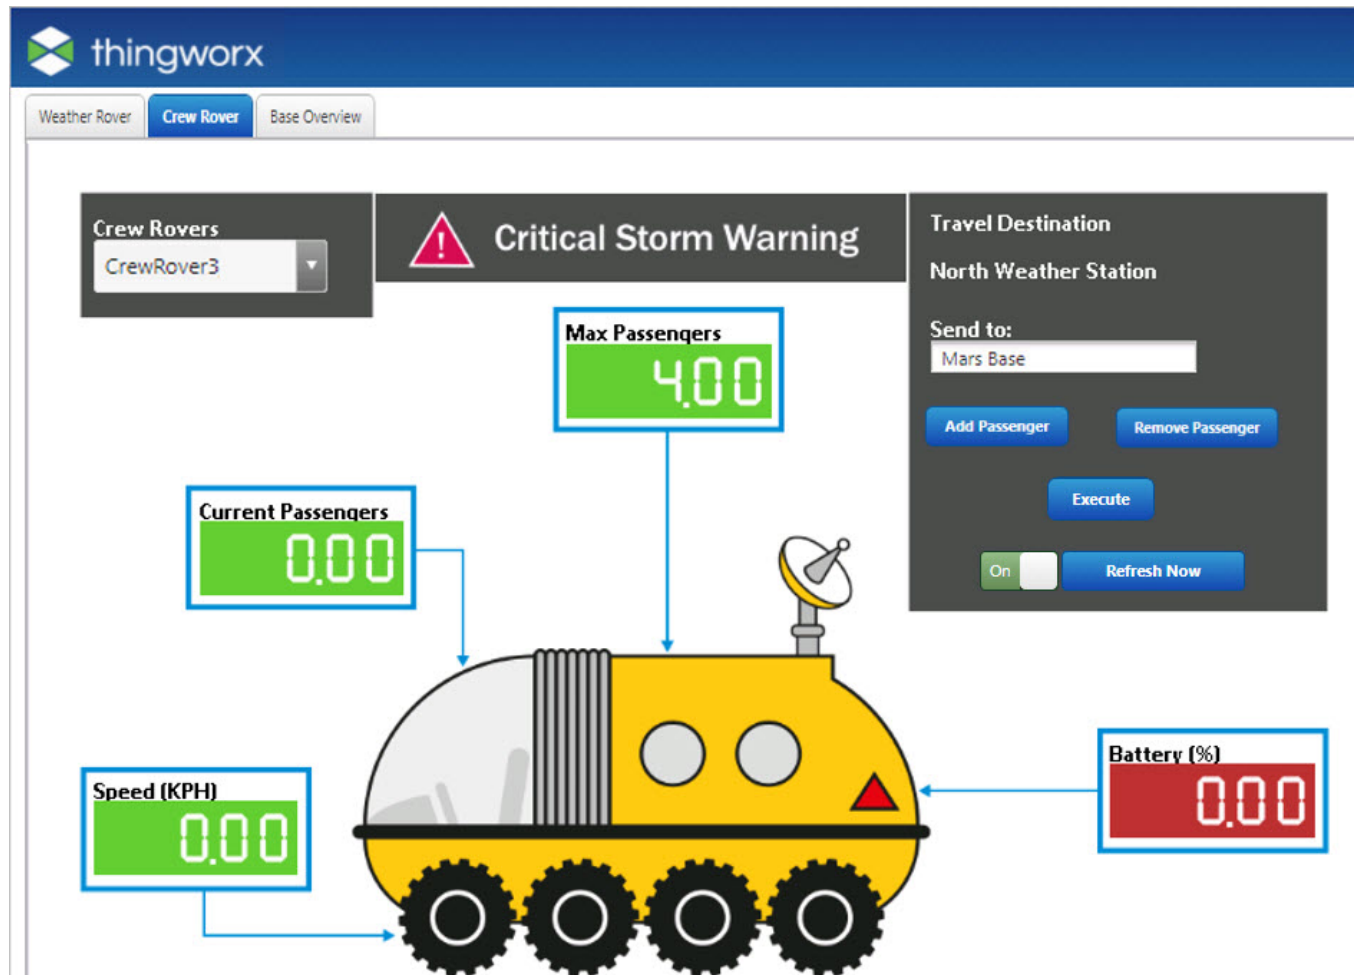 thingworx
Weather Rover
Crew Rover
Base Overview
Crew Rovers
CrewRover3
Critical Storm Warning
Travel Destination
North Weather Station
Send to:
Mars Base
Add Passenger
Remove Passenger
Execute
On
Refresh Now
Max Passengers
4.00
Current Passengers
0.00
Speed (KPH)
0.00
Battery (%)
0.00